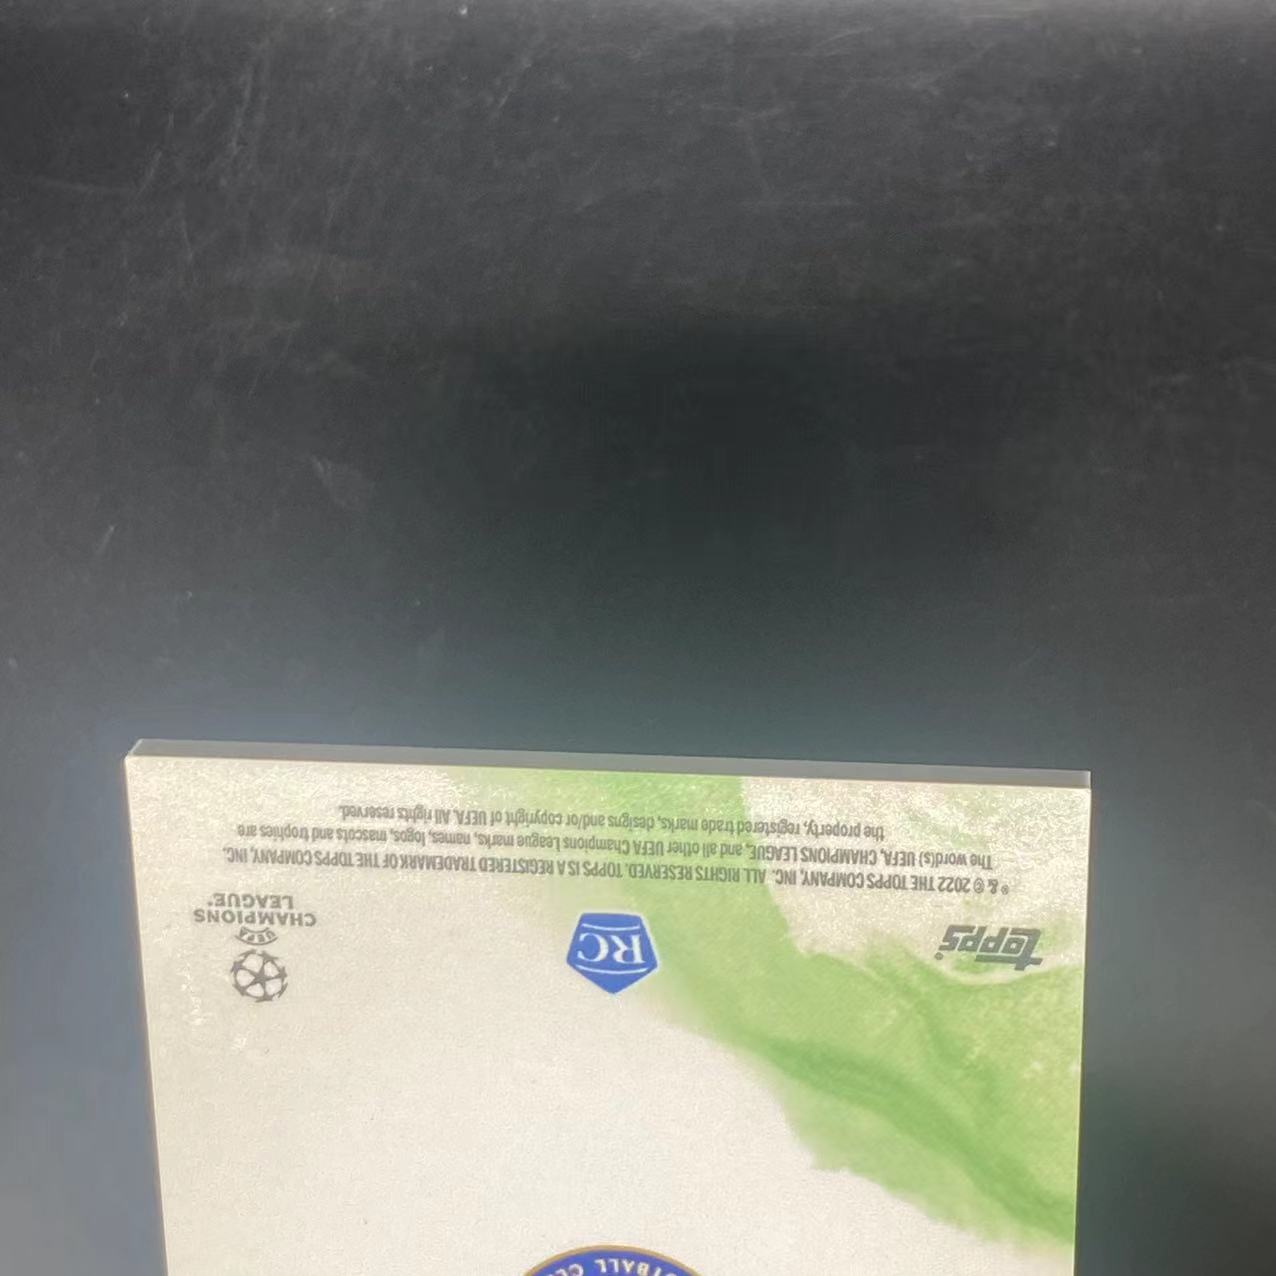 TBALL CL
topps
RC
UEFA
CHAMPIONS
LEAGUE®
® & © 2022 THE TOPPS COMPANY, INC. ALL RIGHTS RESERVED. TOPPS IS A REGISTERED TRADEMARK OF THE TOPPS COMPANY, INC.
The word(s) UEFA, CHAMPIONS LEAGUE, and all other UEFA Champions League marks, names, logos, mascots and trophies are
the property, registered trade marks, designs and/or copyright of UEFA. All rights reserved.